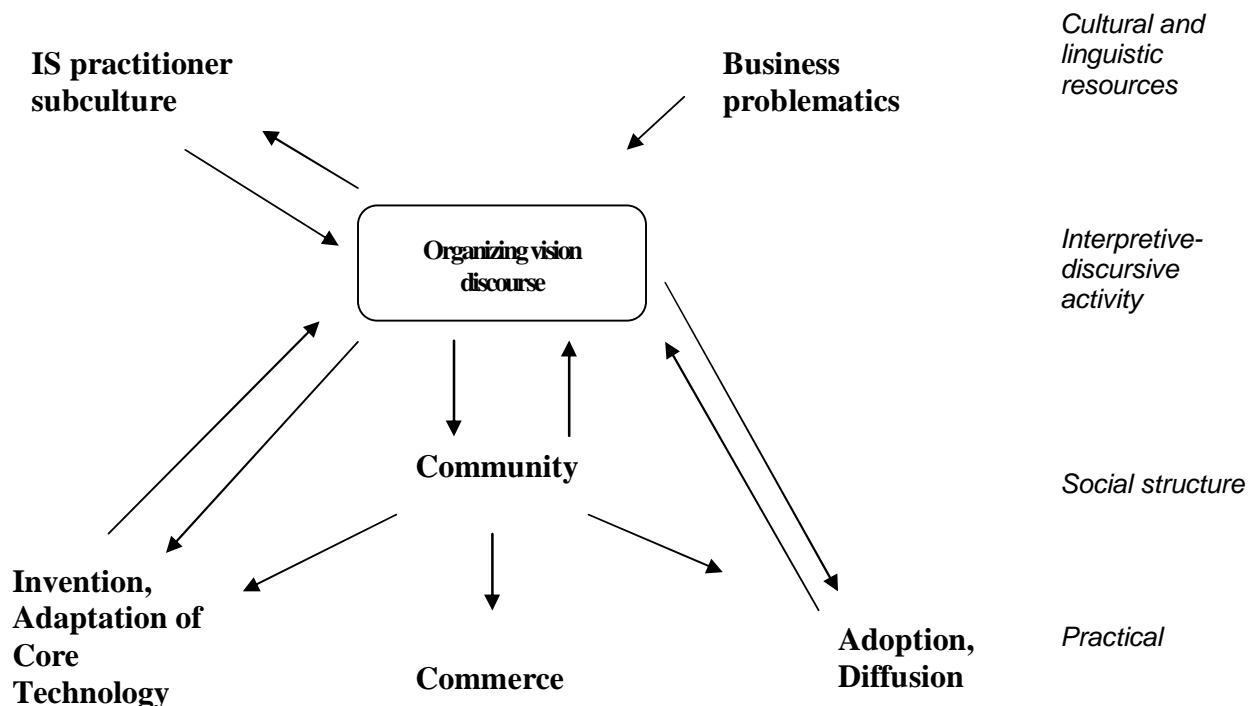 Cultural and
linguistic
resources
IS practitioner
subculture
Business
problematics
Organizing vision
discourse
Interpretive-
discursive
activity
Community
Social structure
Invention,
Adaptation of
Core
Technology
Commerce
Adoption,
Diffusion
Practical